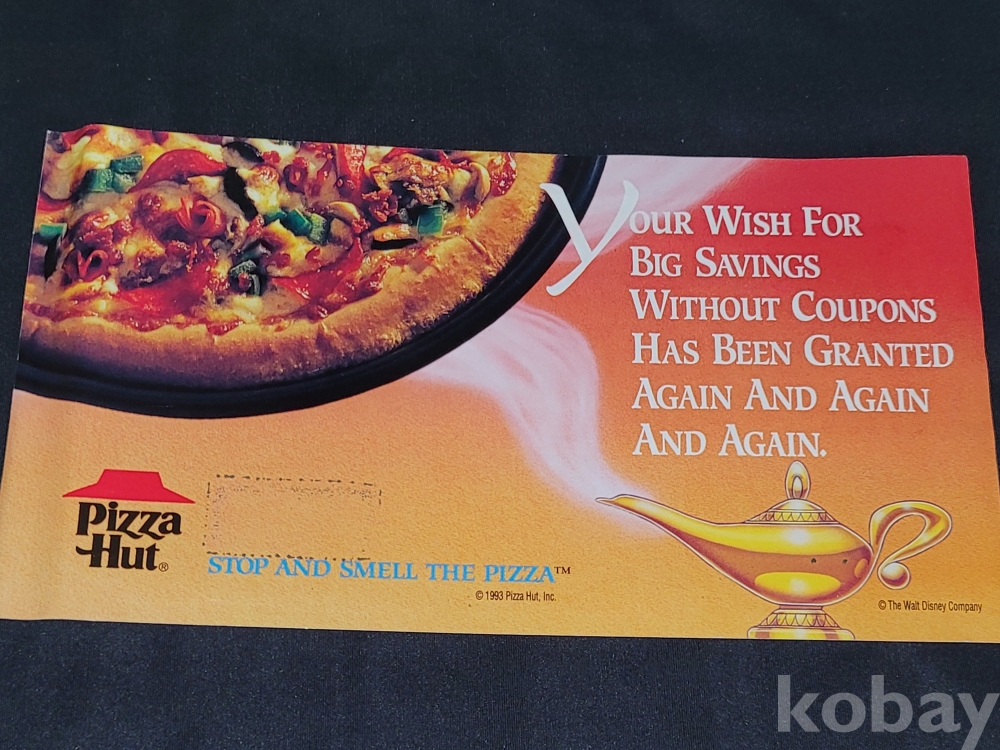 Your Wish For
Big Savings
Without Coupons
Has Been Granted
Again And Again
And Again.
Pizza
Hut®
STOP AND SMELL THE PIZZA™
© 1993 Pizza Hut, Inc.
© The Walt Disney Company
kobay